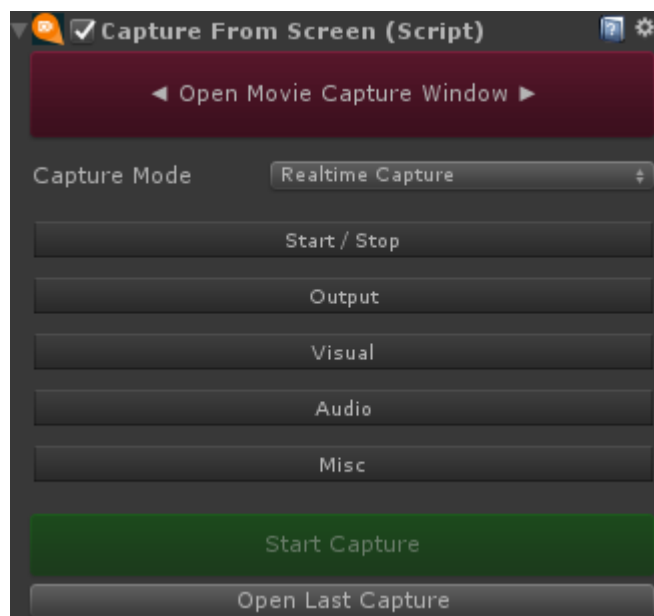 Capture From Screen (Script)
◄ Open Movie Capture Window ►
Capture Mode Realtime Capture
Start / Stop
Output
Visual
Audio
Misc
Start Capture
Open Last Capture